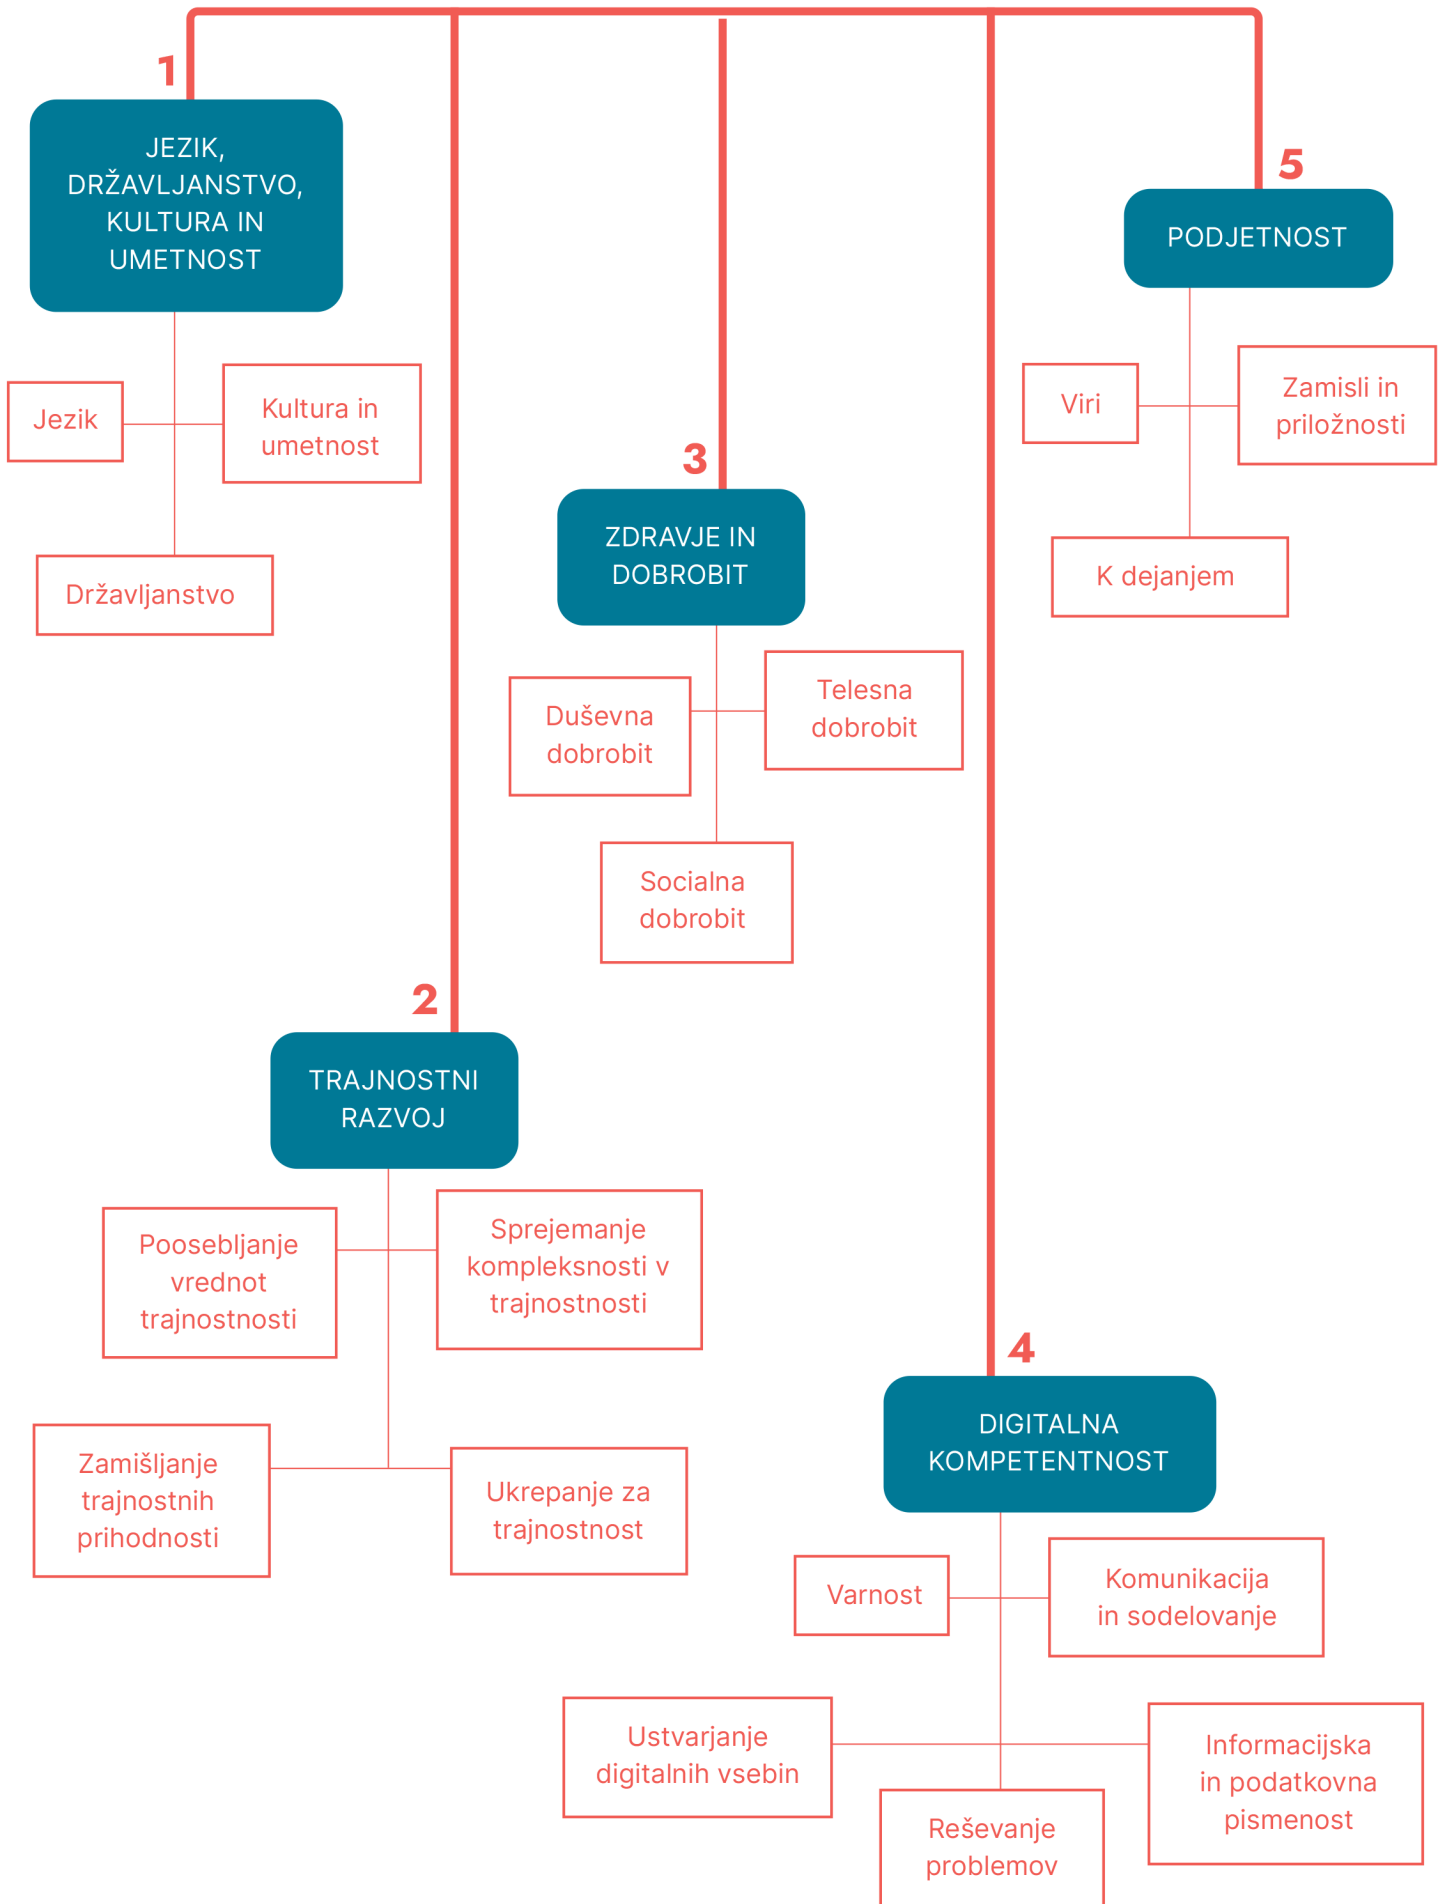 1
JEZIK,
DRŽAVLJANSTVO,
KULTURA IN
UMETNOST
Jezik
Kultura in
umetnost
Državljanstvo
2
TRAJNOSTNI
RAZVOJ
Poosebljanje
vrednot
trajnostnosti
Sprejemanje
kompleksnosti v
trajnostnosti
Zamišljanje
trajnostnih
prihodnosti
Ukrepanje za
trajnostnost
3
ZDRAVJE IN
DOBROBIT
Duševna
dobrobit
Telesna
dobrobit
Socialna
dobrobit
4
DIGITALNA
KOMPETENTNOST
Varnost
Komunikacija
in sodelovanje
Ustvarjanje
digitalnih vsebin
Informacijska
in podatkovna
pismenost
Reševanje
problemov
5
PODJETNOST
Viri
Zamisli in
priložnosti
K dejanjem